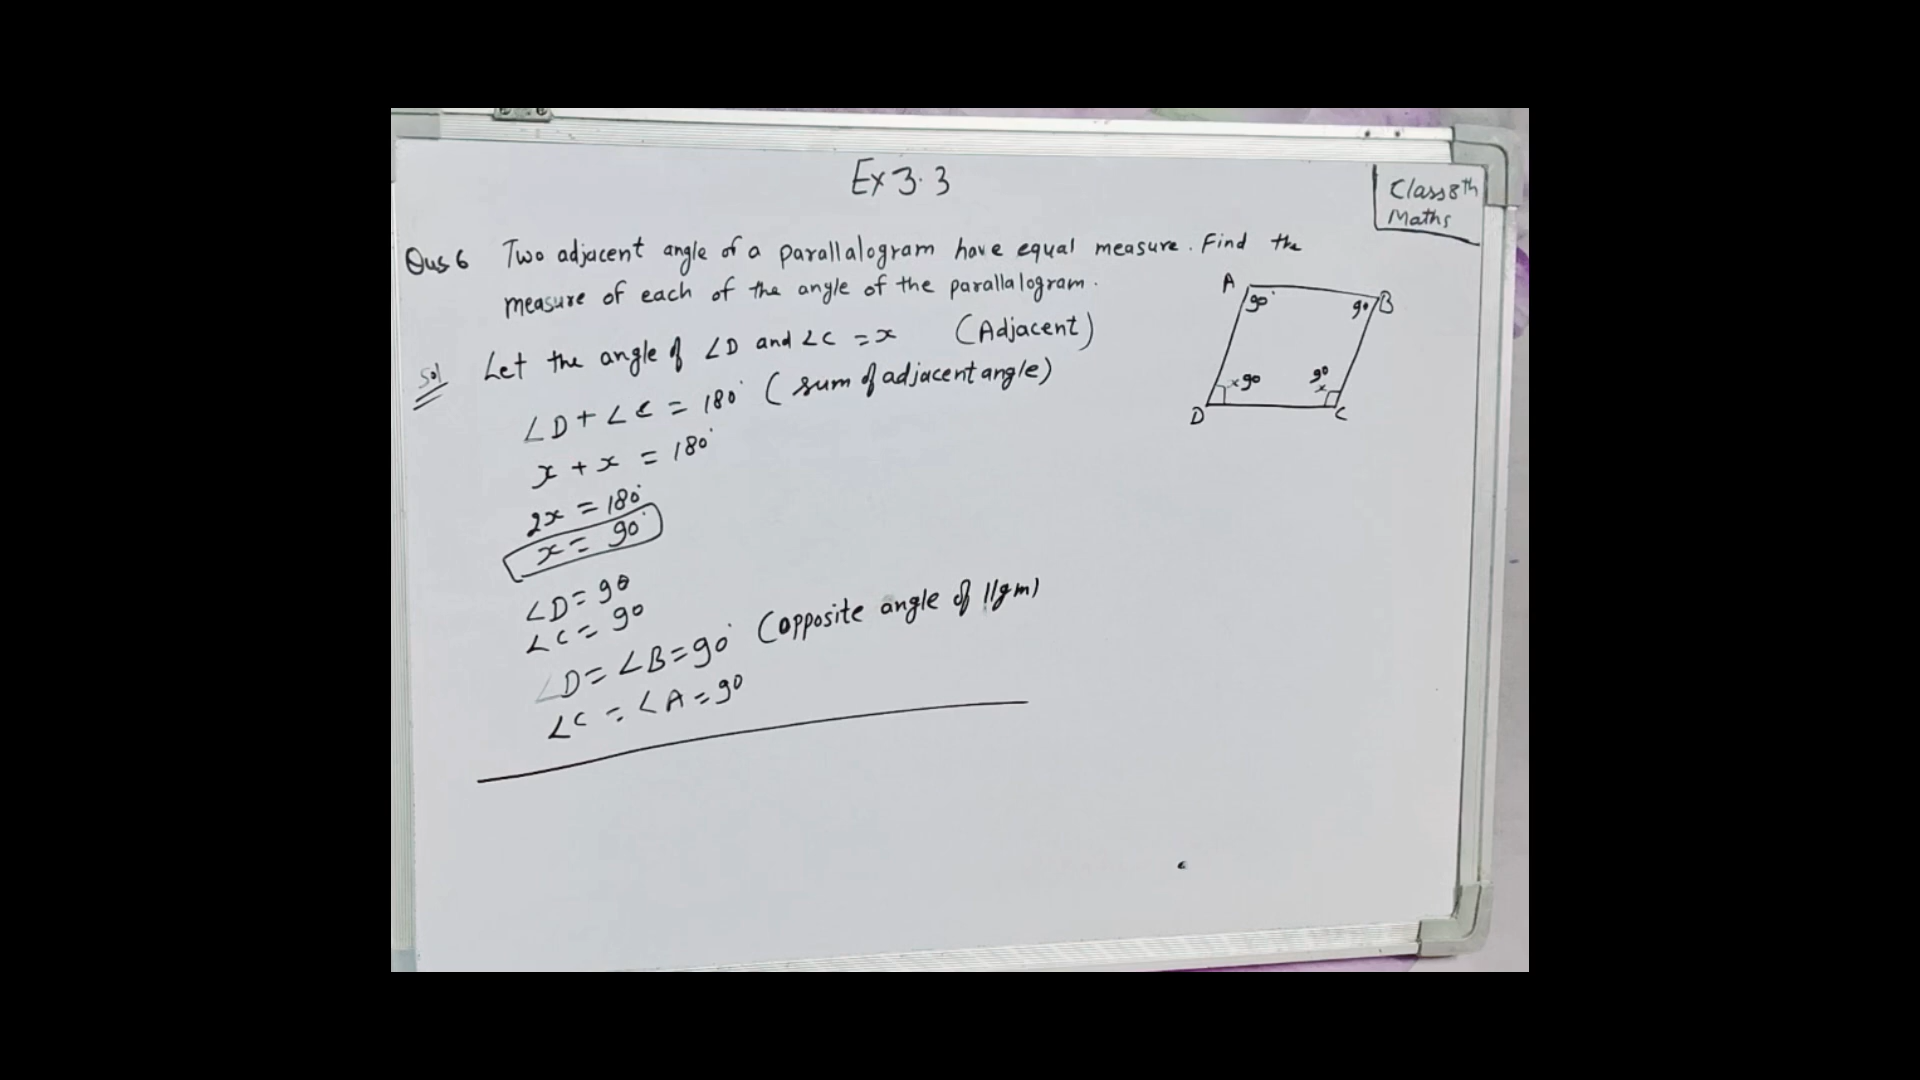 Ex 3.3
Class 8th
Maths
Qus 6 Two adjacent angle of a parallalogram have equal measure. Find the
measure of each of the angle of the parallalogram.
Sol Let the angle of ∠D and ∠C = x (Adjacent)
∠D + ∠C = 180° (sum of adjacent angle)
x + x = 180°
2x = 180°
x = 90°
∠D = 90
∠C = 90
∠D = ∠B = 90° (opposite angle of ||gm)
∠C = ∠A = 90
A
90°
90
B
x 90
90
x
D
C